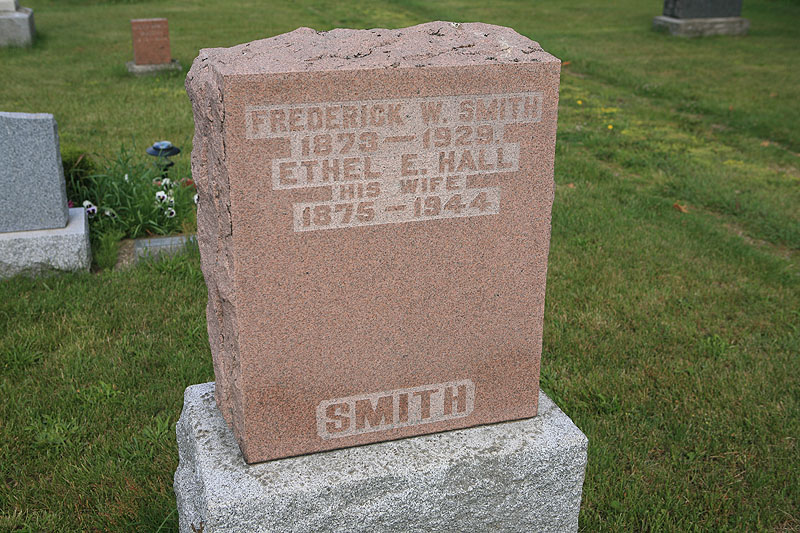 FREDERICK W. SMITH
1873—1929
ETHEL E. HALL
HIS WIFE
1875—1944
SMITH